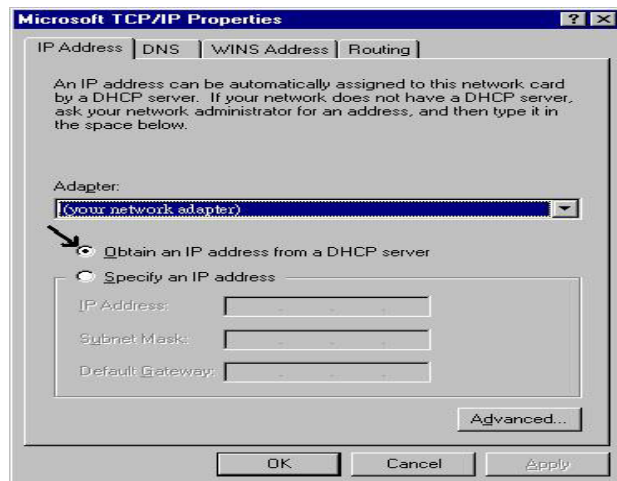 Microsoft TCP/IP Properties
IP Address DNS WINS Address Routing
An IP address can be automatically assigned to this network card
by a DHCP server. If your network does not have a DHCP server,
ask your network administrator for an address, and then type it in
the space below.
Adapter:
(your network adapter)
Obtain an IP address from a DHCP server
Specify an IP address
IP Address:
Subnet Mask:
Default Gateway:
Advanced...
OK Cancel Apply